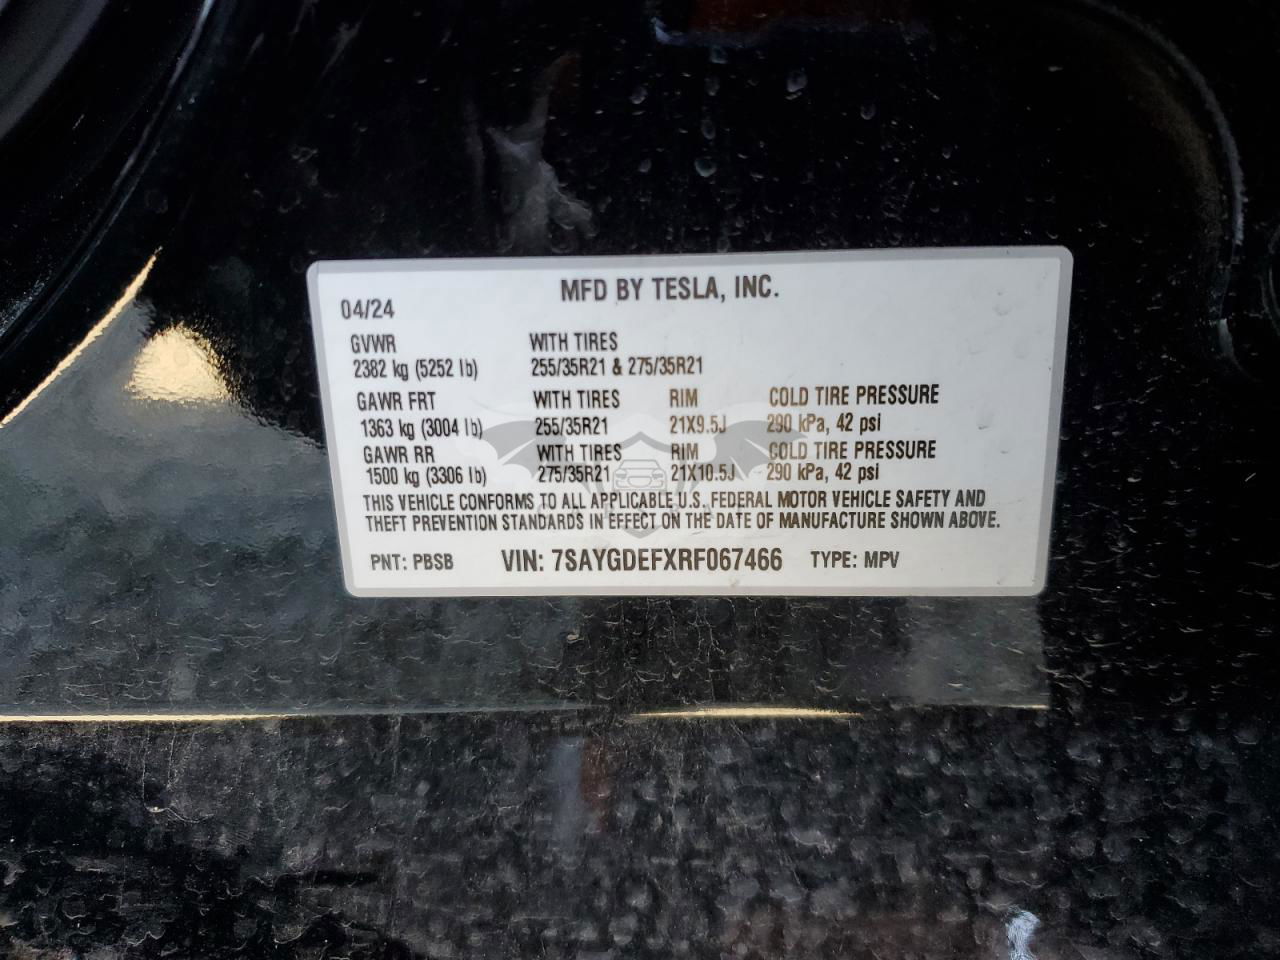 MFD BY TESLA, INC.
04/24
GVWR WITH TIRES
2382 kg (5252 lb) 255/35R21 & 275/35R21
GAWR FRT WITH TIRES RIM COLD TIRE PRESSURE
1363 kg (3004 lb) 255/35R21 21X9.5J 290 kPa, 42 psi
GAWR RR WITH TIRES RIM COLD TIRE PRESSURE
1500 kg (3306 lb) 275/35R21 21X10.5J 290 kPa, 42 psi
THIS VEHICLE CONFORMS TO ALL APPLICABLE U.S. FEDERAL MOTOR VEHICLE SAFETY AND
THEFT PREVENTION STANDARDS IN EFFECT ON THE DATE OF MANUFACTURE SHOWN ABOVE.
PNT: PBSB VIN: 7SAYGDEFXRF067466 TYPE: MPV